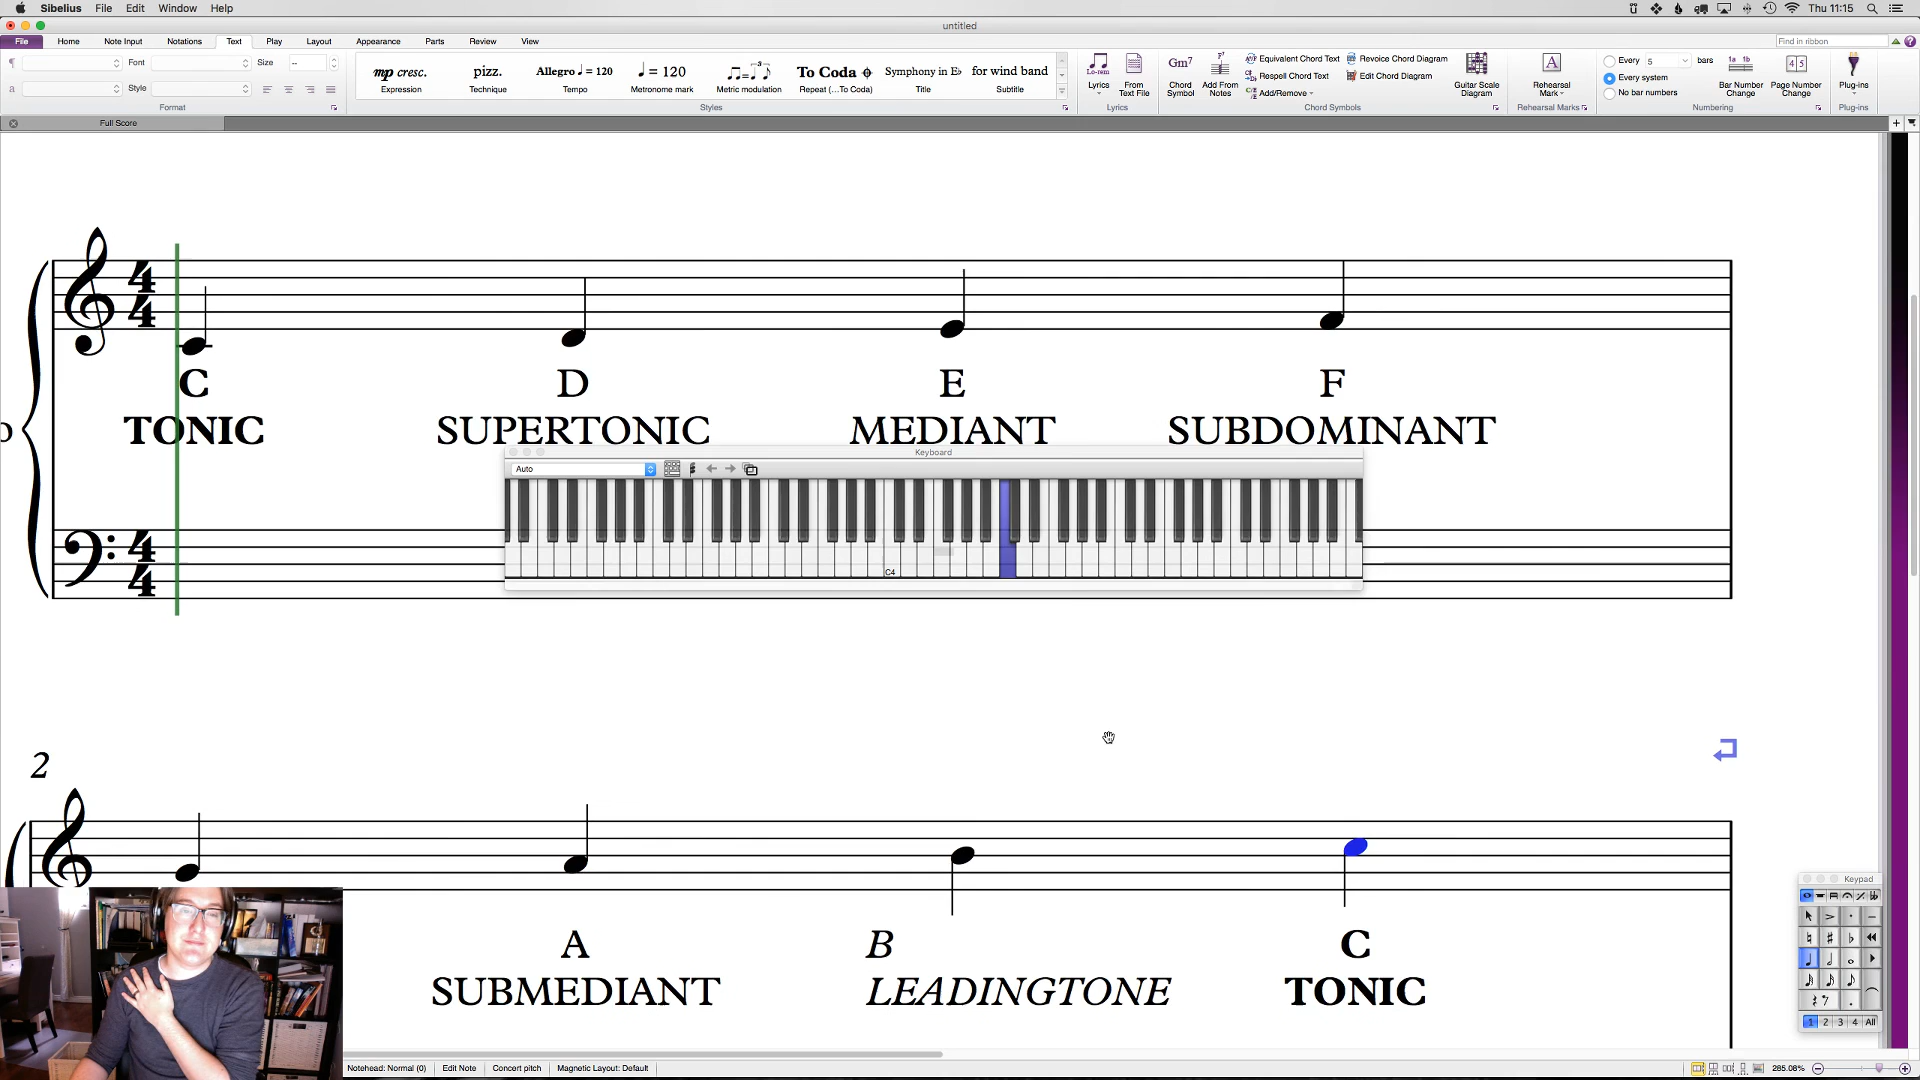 Sibelius File Edit Window Help Thu 11:15
untitled
File Home Note Input Notations Text Play Layout Appearance Parts Review View Find in ribbon
Font Size --
Style
Format
mp cresc. Expression
pizz. Technique
Allegro ♩ = 120 Tempo
♩ = 120 Metronome mark
Metric modulation
To Coda Repeat (...To Coda)
Symphony in E♭ Title
for wind band Subtitle
Styles
Lyrics
From Text File
Lyrics
Gm7 Chord Symbol
Add From Notes
Equivalent Chord Text
Respell Chord Text
Add/Remove
Revoice Chord Diagram
Edit Chord Diagram
Guitar Scale Diagram
Chord Symbols
A Rehearsal Mark
Rehearsal Marks
Every 5 bars
Every system
No bar numbers
Bar Number Change
Page Number Change
Numbering
Plug-ins
Plug-ins
Full Score
4 4
C D E F
TONIC SUPERTONIC MEDIANT SUBDOMINANT
Keyboard
Auto
C4
4 4
2
Keypad
A B C
SUBMEDIANT LEADINGTONE TONIC
1 2 3 4 All
Notehead: Normal (0) Edit Note Concert pitch Magnetic Layout: Default 285.08%